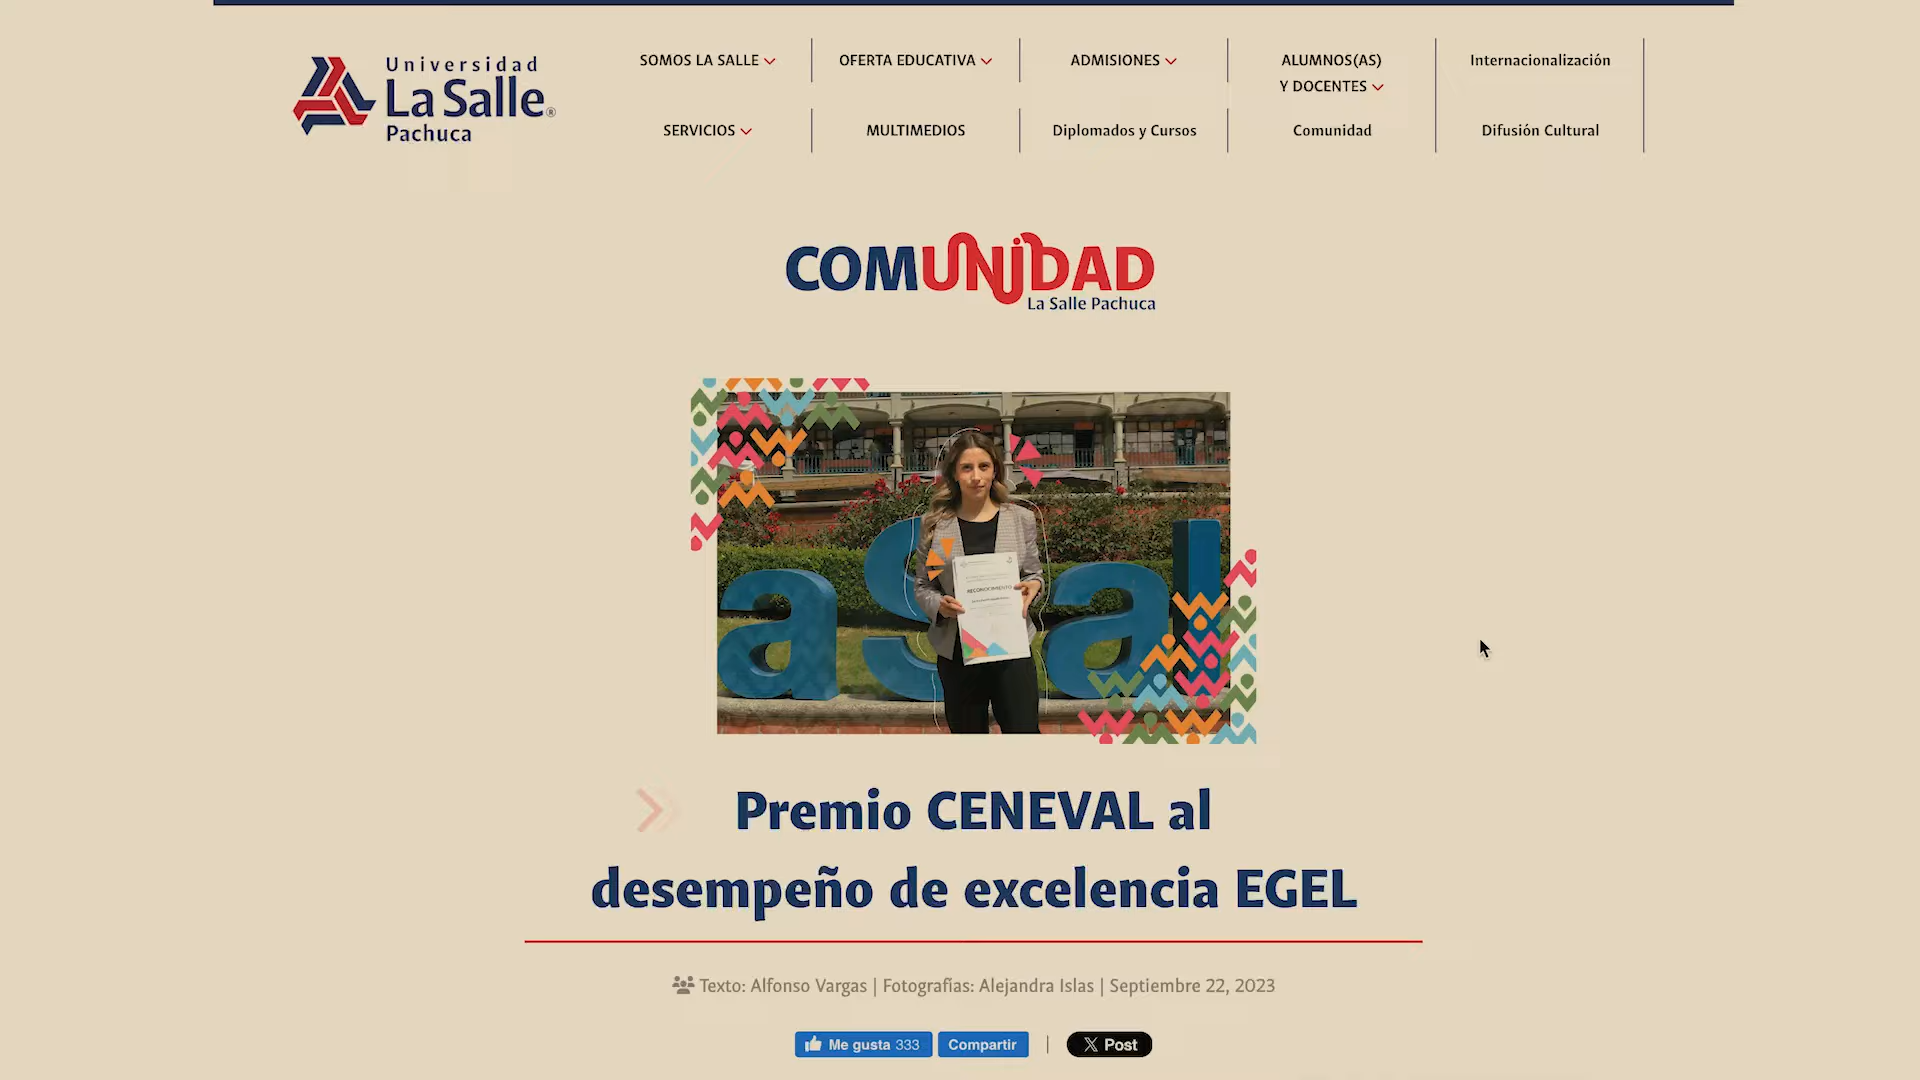 Universidad
La Salle®
Pachuca
SOMOS LA SALLE
OFERTA EDUCATIVA
ADMISIONES
ALUMNOS(AS)
Y DOCENTES
Internacionalización
SERVICIOS
MULTIMEDIOS
Diplomados y Cursos
Comunidad
Difusión Cultural
COMUNIDAD
La Salle Pachuca
aSal
RECONOCIMIENTO
Premio CENEVAL al
desempeño de excelencia EGEL
Texto: Alfonso Vargas | Fotografías: Alejandra Islas | Septiembre 22, 2023
Me gusta 333
Compartir
|
X Post